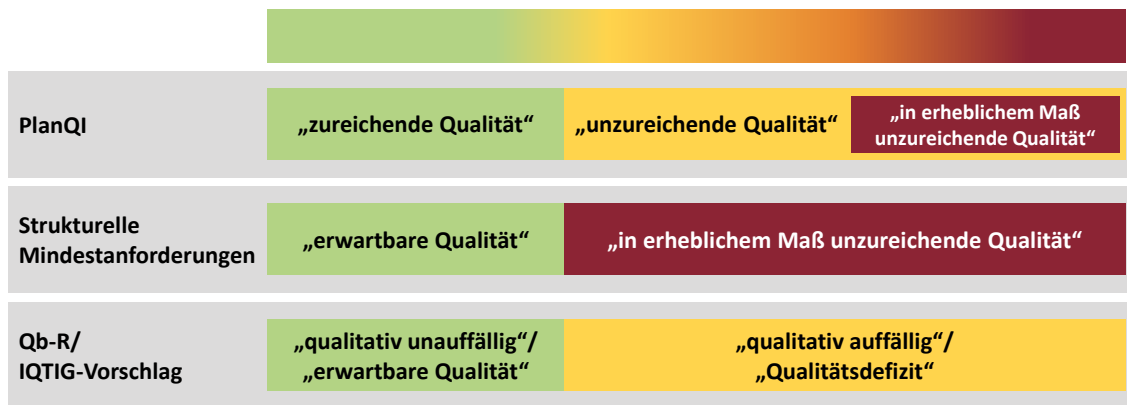 PlanQI
„zureichende Qualität“
„unzureichende Qualität“
„in erheblichem Maß
unzureichende Qualität“
Strukturelle
Mindestanforderungen
„erwartbare Qualität“
„in erheblichem Maß unzureichende Qualität“
Qb-R/
IQTIG-Vorschlag
„qualitativ unauffällig“/
„erwartbare Qualität“
„qualitativ auffällig“/
„Qualitätsdefizit“